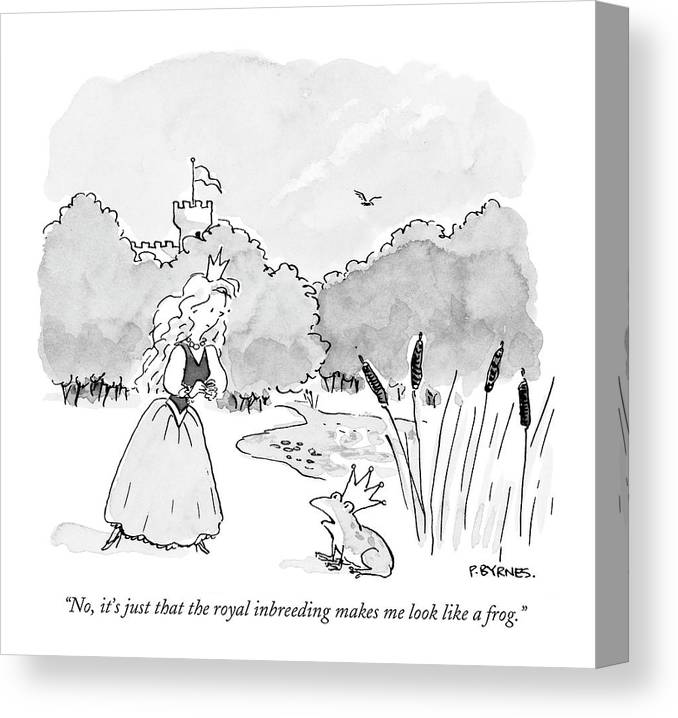 P. BYRNES.
“No, it’s just that the royal inbreeding makes me look like a frog.”